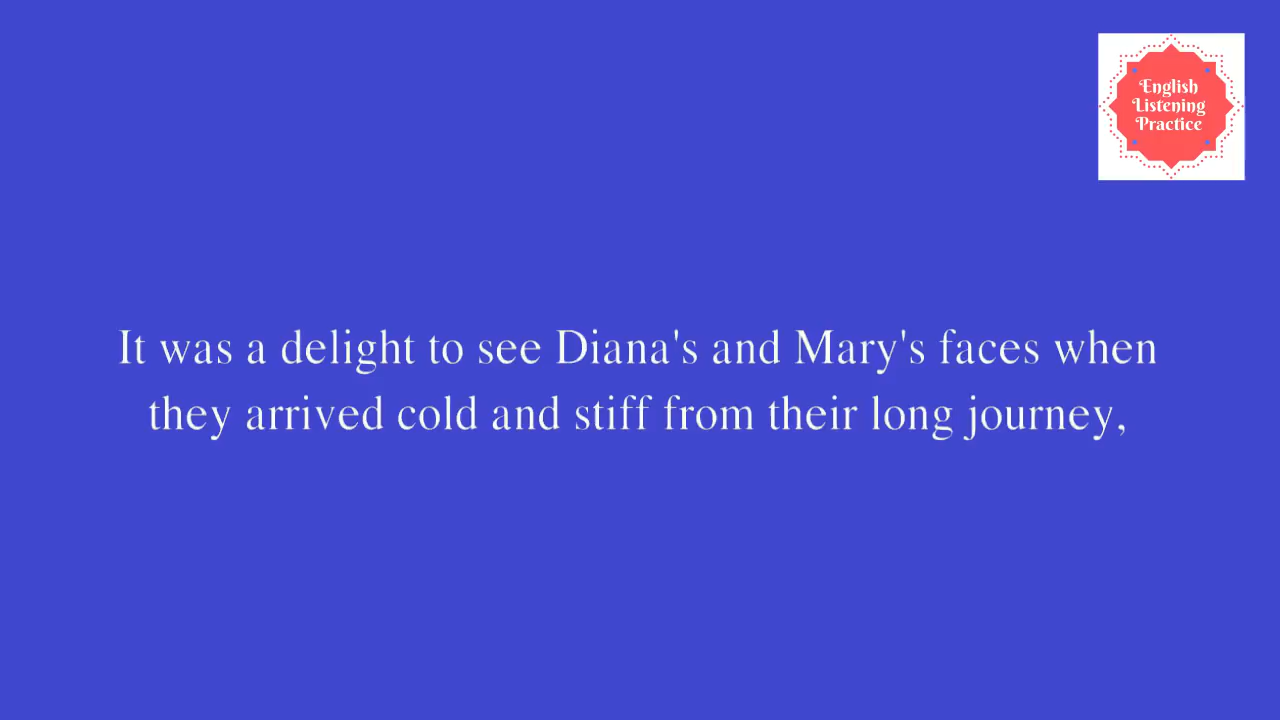 English
Listening
Practice
It was a delight to see Diana's and Mary's faces when
they arrived cold and stiff from their long journey,